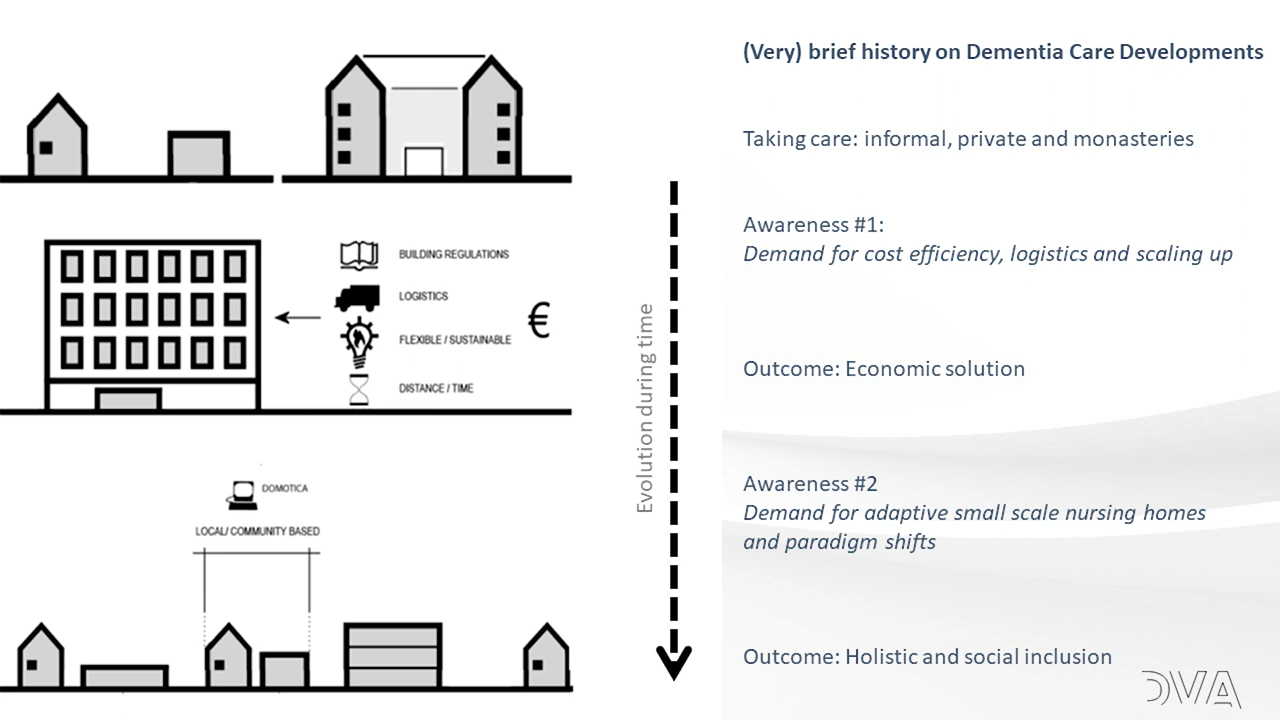 (Very) brief history on Dementia Care Developments
Taking care: informal, private and monasteries
Awareness #1:
Demand for cost efficiency, logistics and scaling up
BUILDING REGULATIONS
LOGISTICS
€
FLEXIBLE / SUSTAINABLE
DISTANCE / TIME
Evolution during time
Outcome: Economic solution
DOMOTICA
LOCAL/ COMMUNITY BASED
Awareness #2
Demand for adaptive small scale nursing homes
and paradigm shifts
Outcome: Holistic and social inclusion
DVA